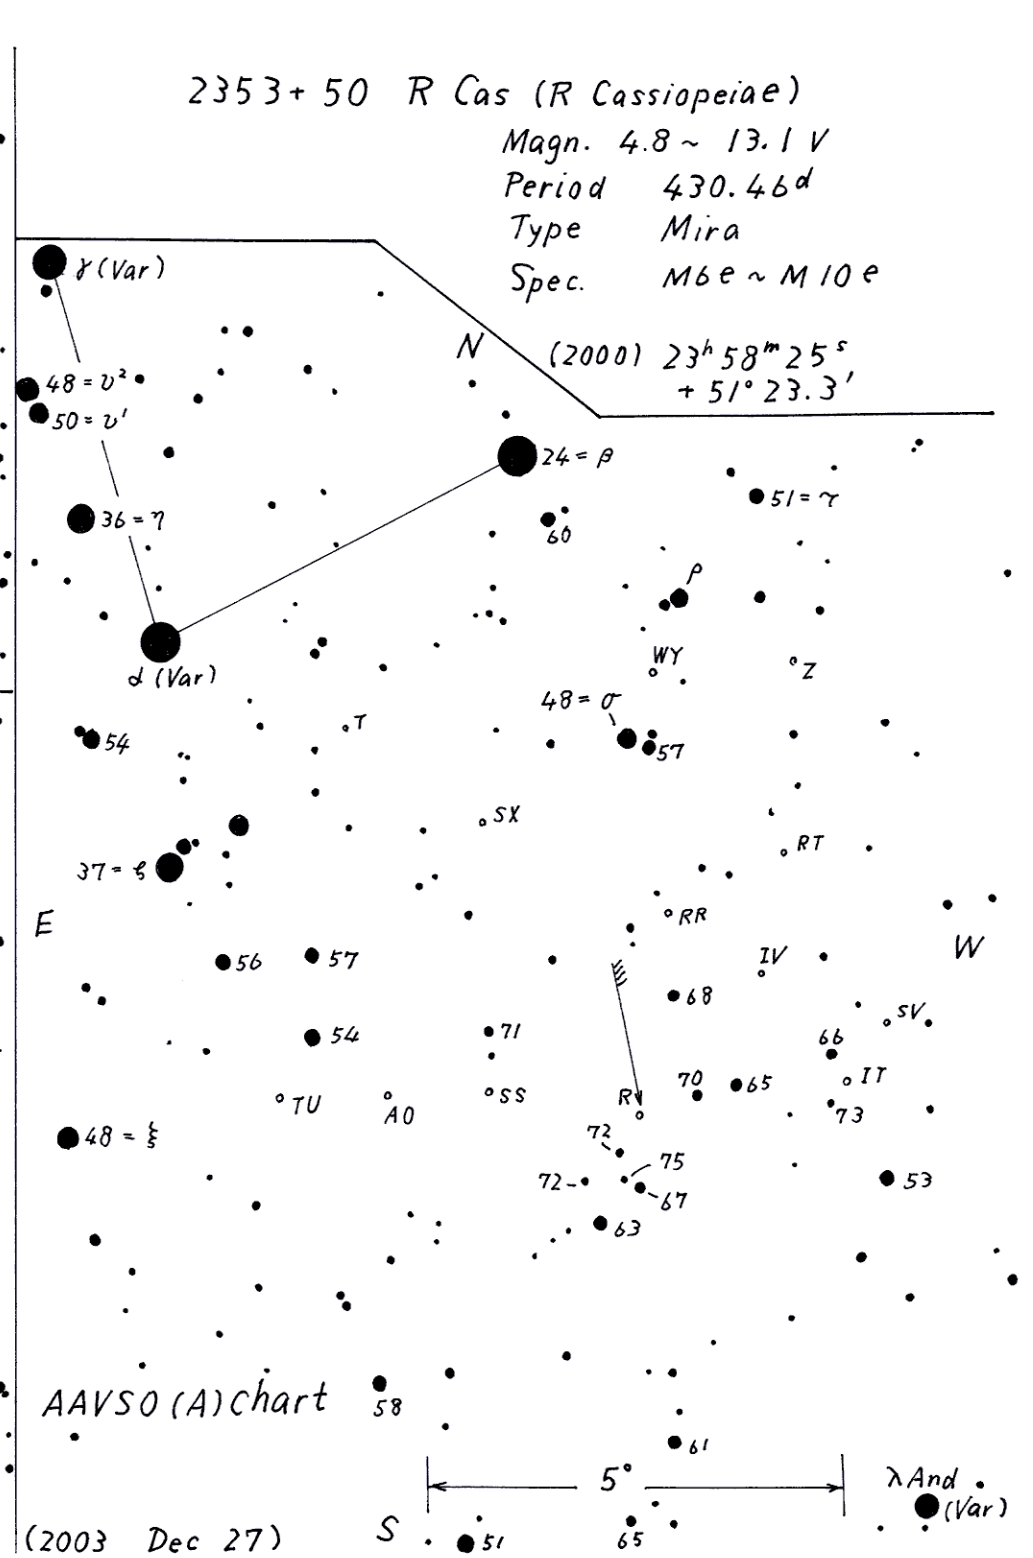 2353+50 R Cas (R Cassiopeiae)
Magn. 4.8 ~ 13.1 V
Period 430.46ᵈ
Type Mira
Spec. M6e ~ M10e
(2000) 23ʰ58ᵐ25ˢ
+51°23.3′
γ (Var)
N
48 = υ²
50 = υ¹
24 = β
51 = τ
36 = η
60
ρ
WY
Z
α (Var)
48 = σ
T
54
57
SX
RT
37 = ζ
RR
E
W
56
57
IV
68
SV
54
71
66
70
65
IT
TU
AO
SS
R
73
48 = ξ
72
75
72
67
53
63
AAVSO (A) Chart
58
61
5°
λ And
(Var)
(2003 Dec 27)
S
51
65